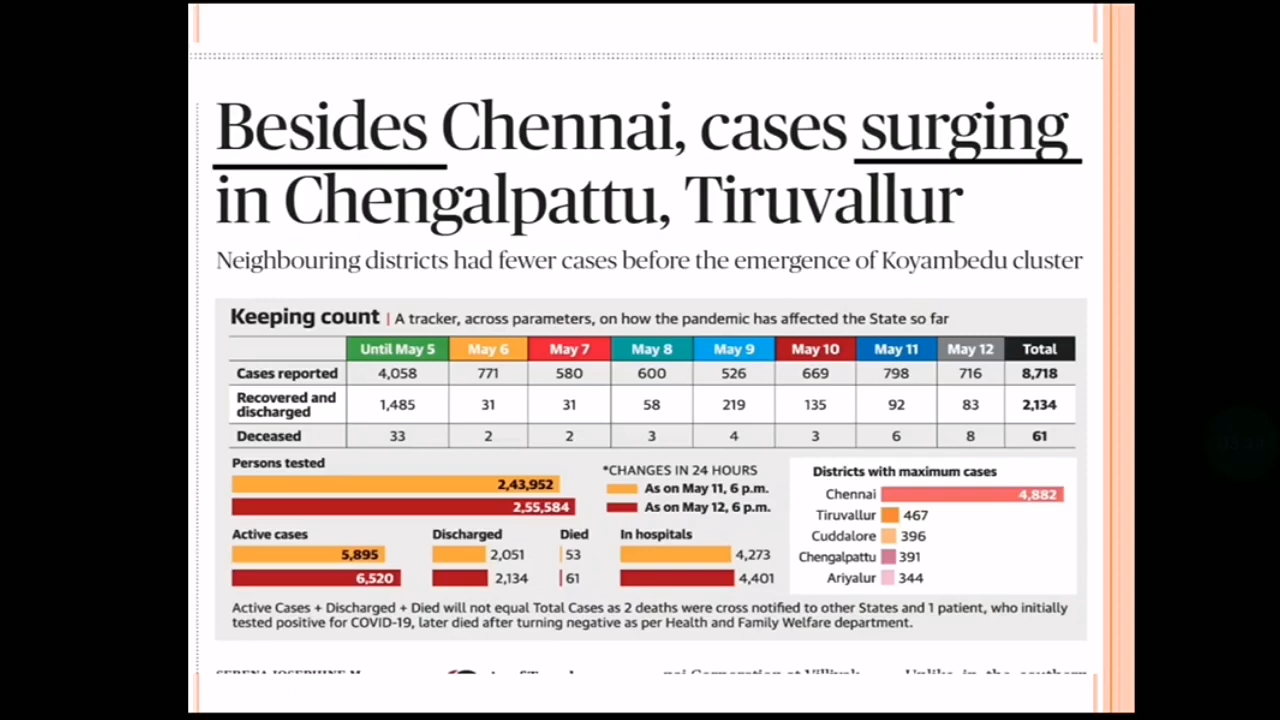 Besides Chennai, cases surging
in Chengalpattu, Tiruvallur
Neighbouring districts had fewer cases before the emergence of Koyambedu cluster
Keeping count | A tracker, across parameters, on how the pandemic has affected the State so far
Until May 5 May 6 May 7 May 8 May 9 May 10 May 11 May 12 Total
Cases reported 4,058 771 580 600 526 669 798 716 8,718
Recovered and
discharged 1,485 31 31 58 219 135 92 83 2,134
Deceased 33 2 2 3 4 3 6 8 61
Persons tested
2,43,952
2,55,584
*CHANGES IN 24 HOURS
As on May 11, 6 p.m.
As on May 12, 6 p.m.
Active cases
5,895
6,520
Discharged
2,051
2,134
Died
53
61
In hospitals
4,273
4,401
Districts with maximum cases
Chennai 4,882
Tiruvallur 467
Cuddalore 396
Chengalpattu 391
Ariyalur 344
Active Cases + Discharged + Died will not equal Total Cases as 2 deaths were cross notified to other States and 1 patient, who initially
tested positive for COVID-19, later died after turning negative as per Health and Family Welfare department.